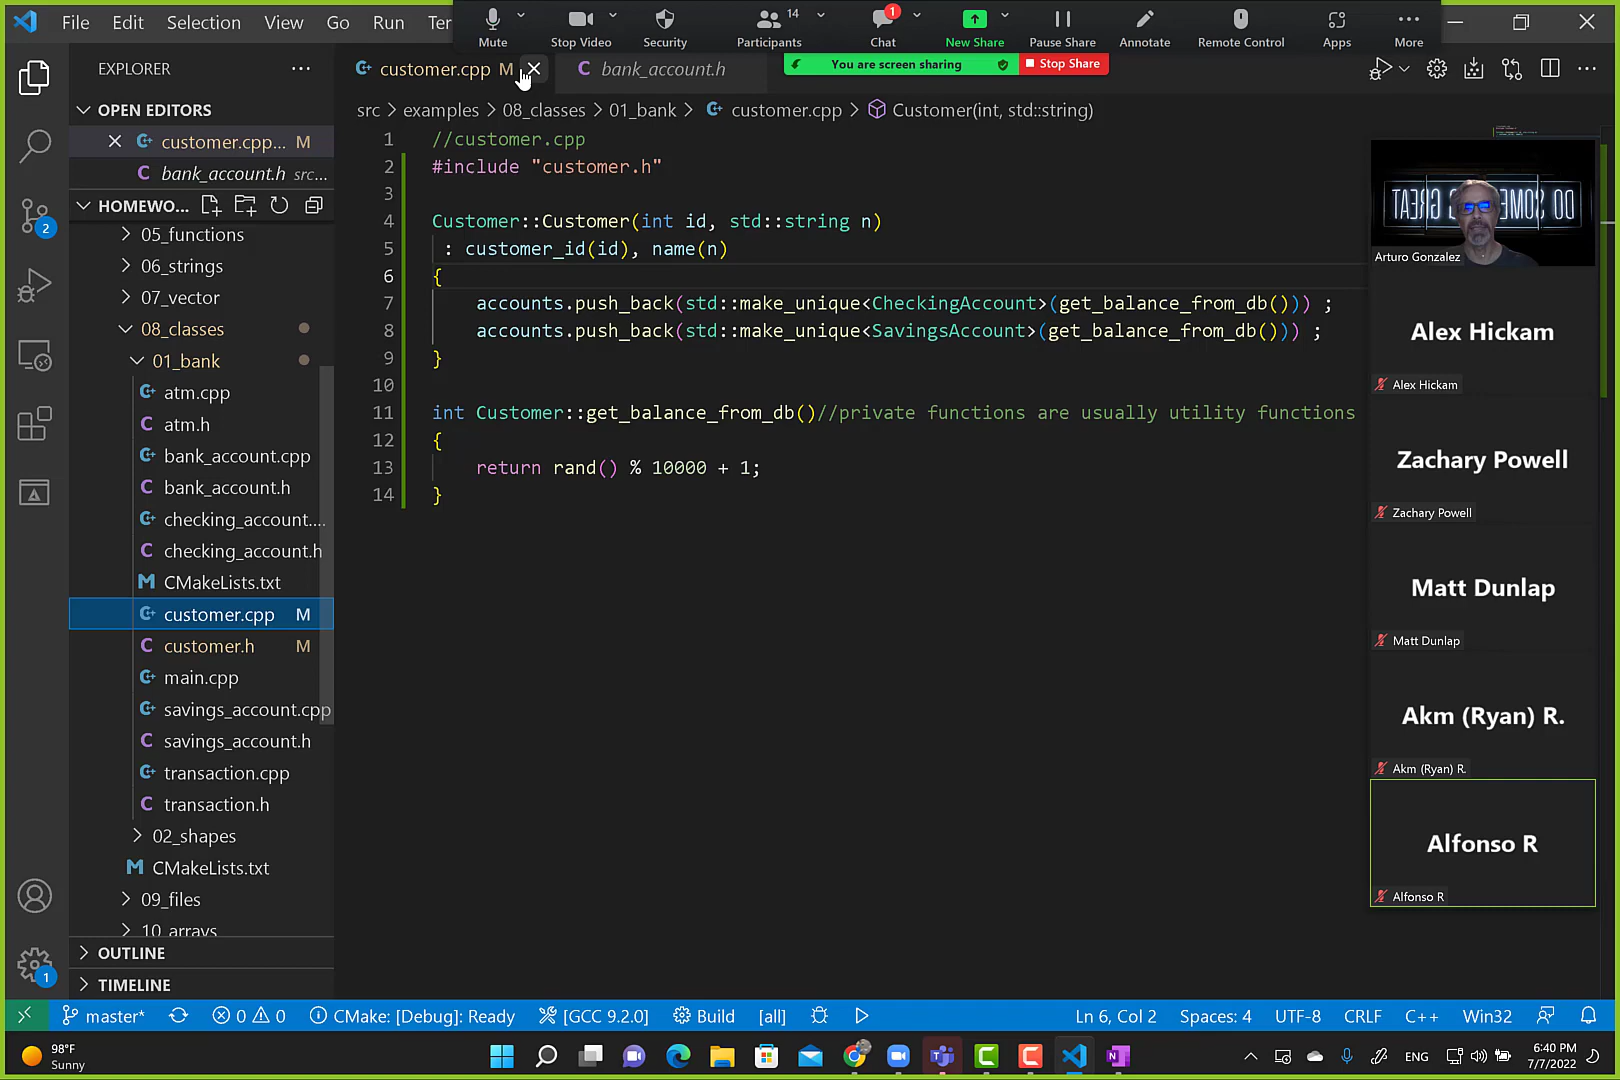 File Edit Selection View Go Run Ter
Mute
Stop Video
Security
14
Participants
1
Chat
New Share
Pause Share
Annotate
Remote Control
Apps
More
You are screen sharing
Stop Share
EXPLORER
customer.cpp M
bank_account.h
OPEN EDITORS
customer.cpp... M
bank_account.h src...
HOMEWO...
05_functions
06_strings
07_vector
08_classes
01_bank
atm.cpp
atm.h
bank_account.cpp
bank_account.h
checking_account....
checking_account.h
CMakeLists.txt
customer.cpp M
customer.h M
main.cpp
savings_account.cpp
savings_account.h
transaction.cpp
transaction.h
02_shapes
CMakeLists.txt
09_files
10_arrays
OUTLINE
TIMELINE
2
1
src > examples > 08_classes > 01_bank > customer.cpp > Customer(int, std::string)
1 //customer.cpp
2 #include "customer.h"
3
4 Customer::Customer(int id, std::string n)
5 : customer_id(id), name(n)
6 {
7 accounts.push_back(std::make_unique<CheckingAccount>(get_balance_from_db())) ;
8 accounts.push_back(std::make_unique<SavingsAccount>(get_balance_from_db())) ;
9 }
10
11 int Customer::get_balance_from_db()//private functions are usually utility functions
12 {
13 return rand() % 10000 + 1;
14 }
DO SOME GREAT
Arturo Gonzalez
Alex Hickam
Alex Hickam
Zachary Powell
Zachary Powell
Matt Dunlap
Matt Dunlap
Akm (Ryan) R.
Akm (Ryan) R.
Alfonso R
Alfonso R
master* 0 0 CMake: [Debug]: Ready [GCC 9.2.0] Build [all] Ln 6, Col 2 Spaces: 4 UTF-8 CRLF C++ Win32
98°F
Sunny
ENG
6:40 PM
7/7/2022